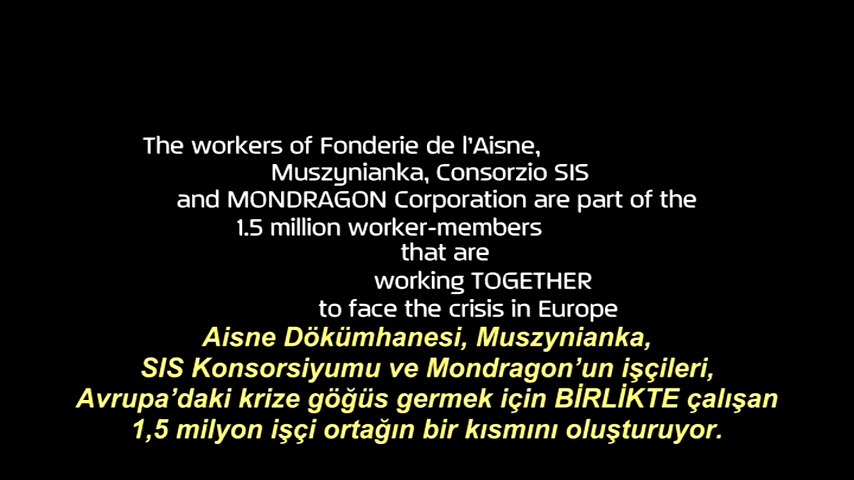 The workers of Fonderie de l'Aisne,
Muszynianka, Consorzio SIS
and MONDRAGON Corporation are part of the
1.5 million worker-members
that are
working TOGETHER
to face the crisis in Europe
Aisne Dökümhanesi, Muszynianka,
SIS Konsorsiyumu ve Mondragon'un işçileri,
Avrupa'daki krize göğüs germek için BİRLİKTE çalışan
1,5 milyon işçi ortağın bir kısmını oluşturuyor.